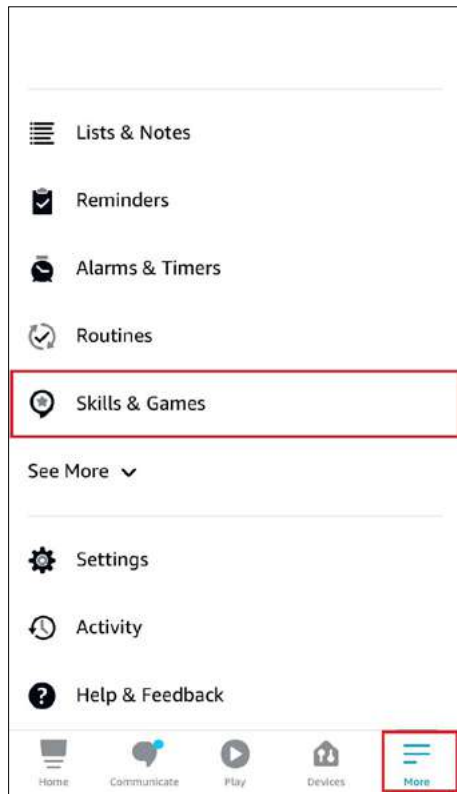 Lists & Notes
Reminders
Alarms & Timers
Routines
Skills & Games
See More
Settings
Activity
Help & Feedback
Home Communicate Play Devices More